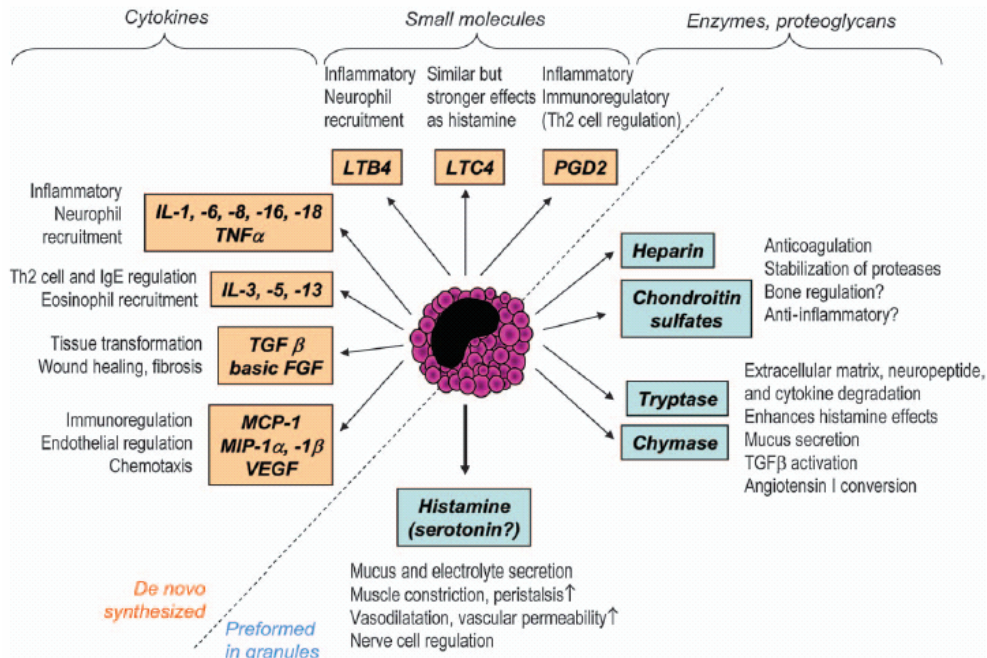 Cytokines
Small molecules
Enzymes, proteoglycans
Inflammatory
Neurophil
recruitment
LTB4
Similar but
stronger effects
as histamine
LTC4
Inflammatory
Immunoregulatory
(Th2 cell regulation)
PGD2
Inflammatory
Neurophil
recruitment
IL-1, -6, -8, -16, -18
TNFα
Th2 cell and IgE regulation
Eosinophil recruitment
IL-3, -5, -13
Tissue transformation
Wound healing, fibrosis
TGF β
basic FGF
Immunoregulation
Endothelial regulation
Chemotaxis
MCP-1
MIP-1α, -1β
VEGF
Heparin
Chondroitin
sulfates
Anticoagulation
Stabilization of proteases
Bone regulation?
Anti-inflammatory?
Tryptase
Chymase
Extracellular matrix, neuropeptide,
and cytokine degradation
Enhances histamine effects
Mucus secretion
TGFβ activation
Angiotensin I conversion
Histamine
(serotonin?)
Mucus and electrolyte secretion
Muscle constriction, peristalsis↑
Vasodilatation, vascular permeability↑
Nerve cell regulation
De novo
synthesized
Preformed
in granules